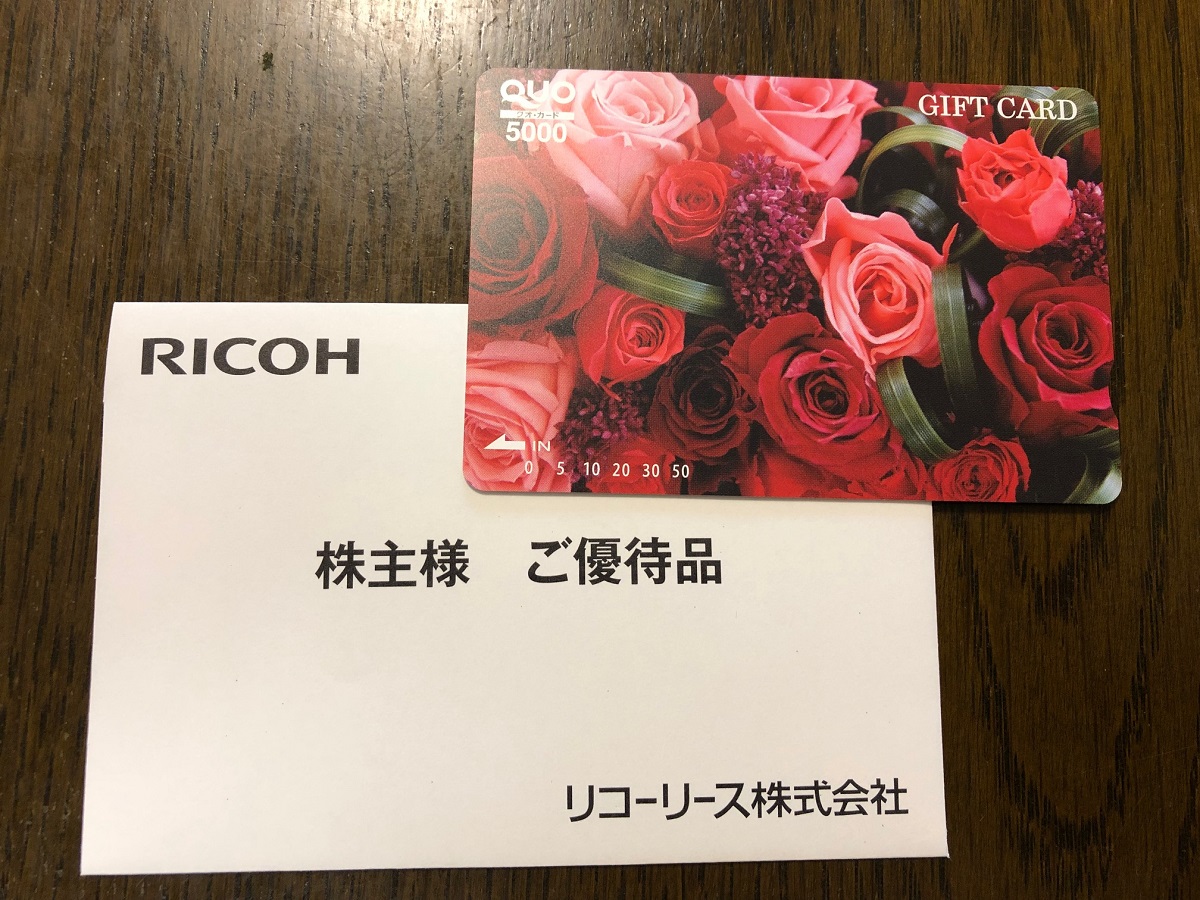 QUO
クオ・カード
5000
GIFT CARD
IN
0 5 10 20 30 50
RICOH
株主様 ご優待品
リコーリース株式会社